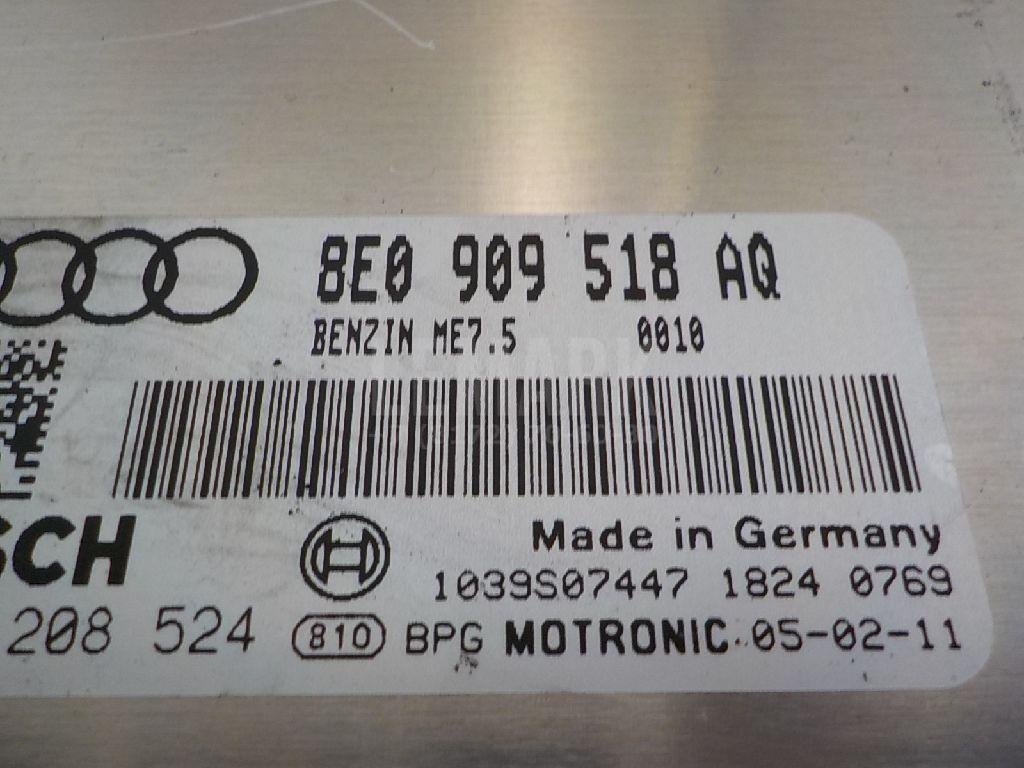 8E0 909 518 AQ
BENZIN ME7.5 0010
SCH
Made in Germany
1039S07447 1824 0769
208 524 810 BPG MOTRONIC 05-02-11